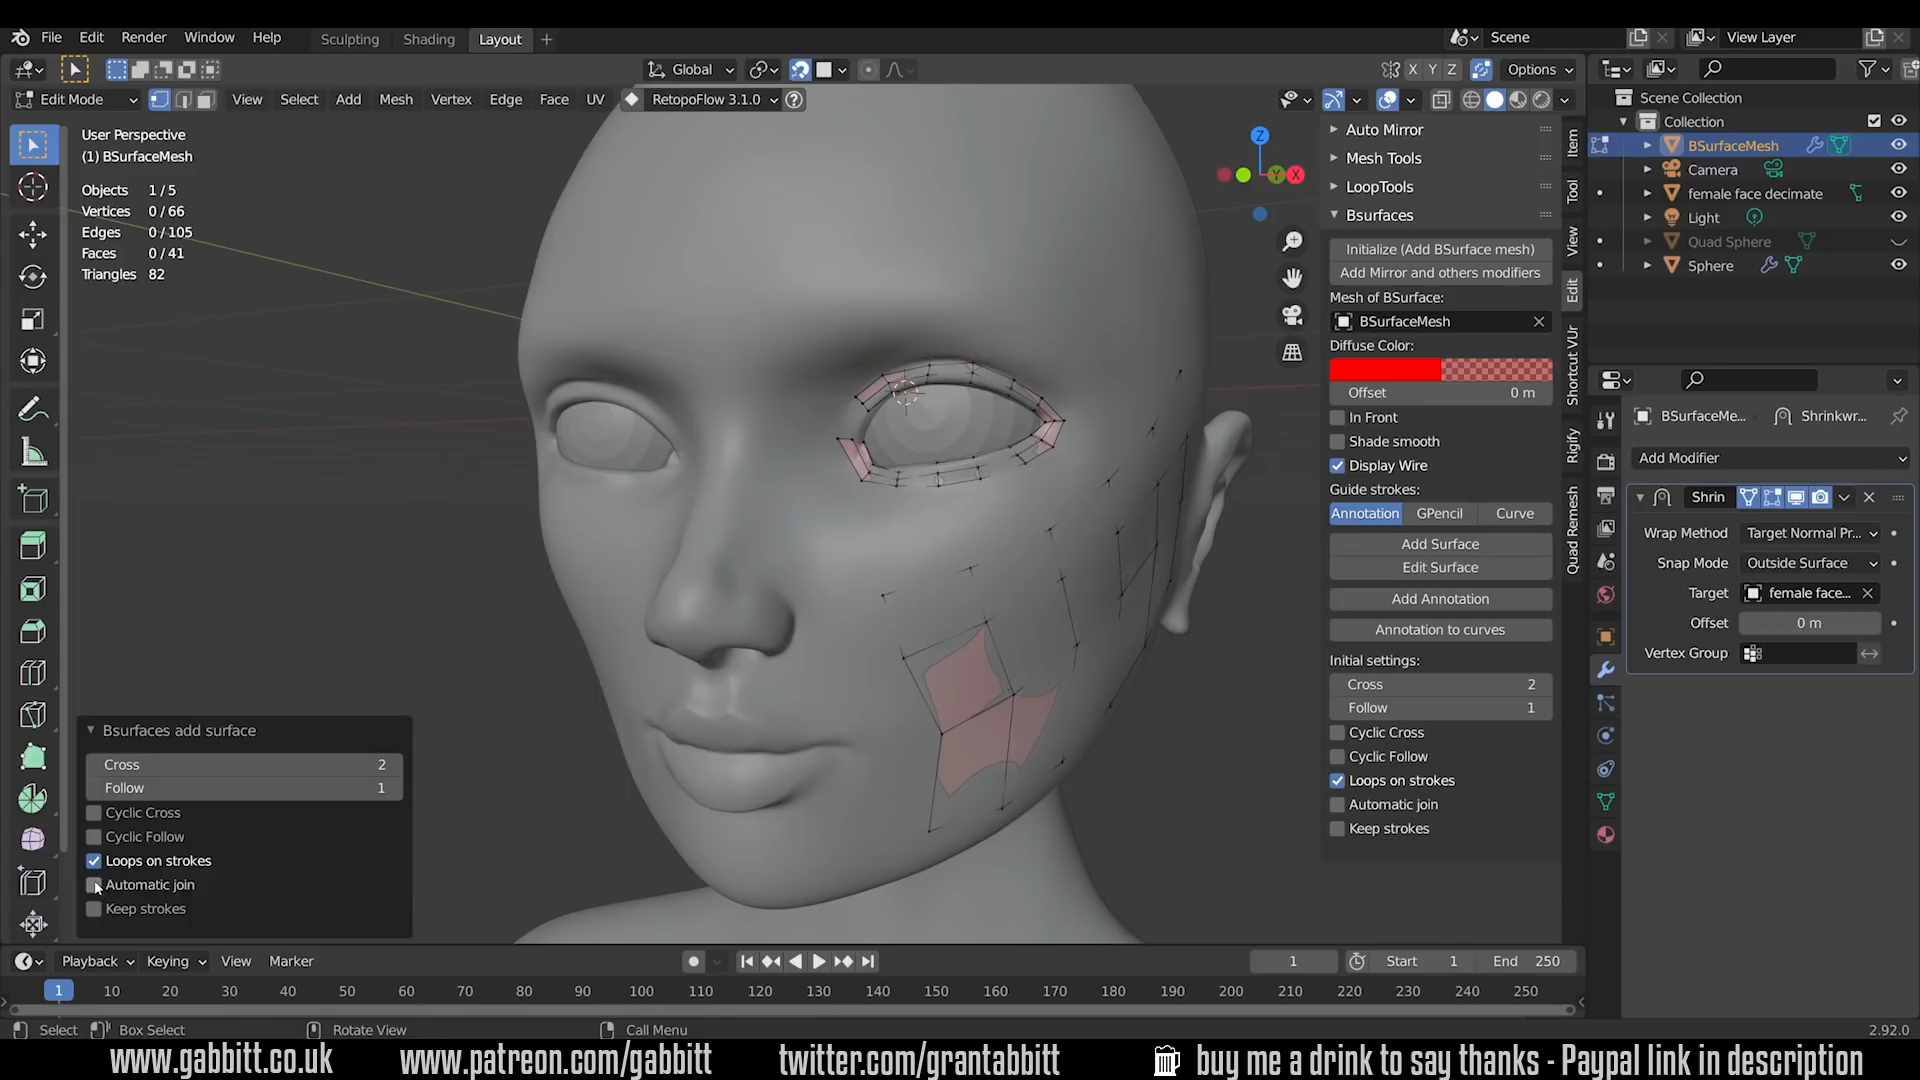 File Edit Render Window Help Sculpting Shading Layout + Scene View Layer
Global X Y Z Options
Edit Mode View Select Add Mesh Vertex Edge Face UV RetopoFlow 3.1.0
User Perspective
(1) BSurfaceMesh
Objects 1 / 5
Vertices 0 / 66
Edges 0 / 105
Faces 0 / 41
Triangles 82
Z
Y
X
Auto Mirror
Mesh Tools
LoopTools
Bsurfaces
Initialize (Add BSurface mesh)
Add Mirror and others modifiers
Mesh of BSurface:
BSurfaceMesh
Diffuse Color:
Offset 0 m
In Front
Shade smooth
Display Wire
Guide strokes:
Annotation GPencil Curve
Add Surface
Edit Surface
Add Annotation
Annotation to curves
Initial settings:
Cross 2
Follow 1
Cyclic Cross
Cyclic Follow
Loops on strokes
Automatic join
Keep strokes
Item
Tool
View
Edit
Shortcut VUr
Rigify
Quad Remesh
Scene Collection
Collection
BSurfaceMesh
Camera
female face decimate
Light
Quad Sphere
Sphere
BSurfaceMe... Shrinkwr...
Add Modifier
Shrin
Wrap Method Target Normal Pr...
Snap Mode Outside Surface
Target female face...
Offset 0 m
Vertex Group
Bsurfaces add surface
Cross 2
Follow 1
Cyclic Cross
Cyclic Follow
Loops on strokes
Automatic join
Keep strokes
Playback Keying View Marker 1 Start 1 End 250
1 10 20 30 40 50 60 70 80 90 100 110 120 130 140 150 160 170 180 190 200 210 220 230 240 250
Select Box Select Rotate View Call Menu 2.92.0
www.gabbitt.co.uk www.patreon.com/gabbitt twitter.com/grantabbitt buy me a drink to say thanks - Paypal link in description